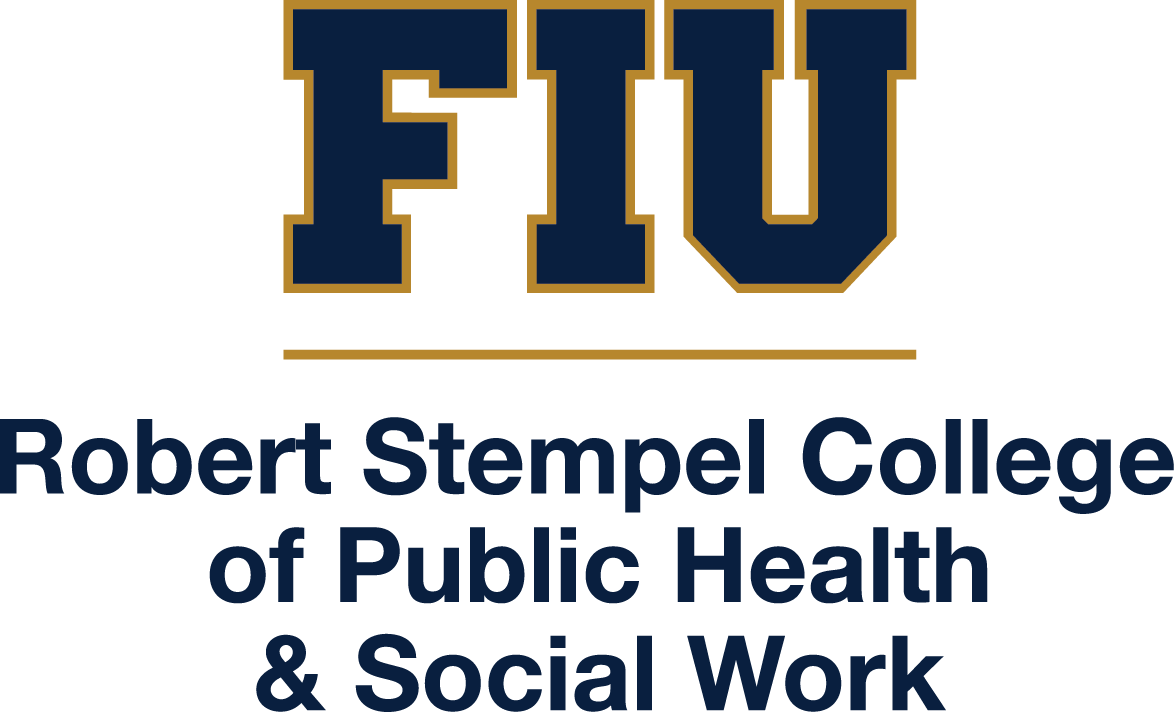 FIU
Robert Stempel College
of Public Health
& Social Work